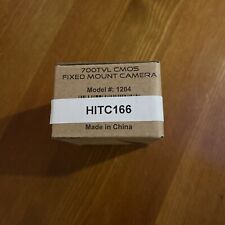 700TVL CMOS
FIXED MOUNT CAMERA
Model #: 1204
HITC166
Made in China